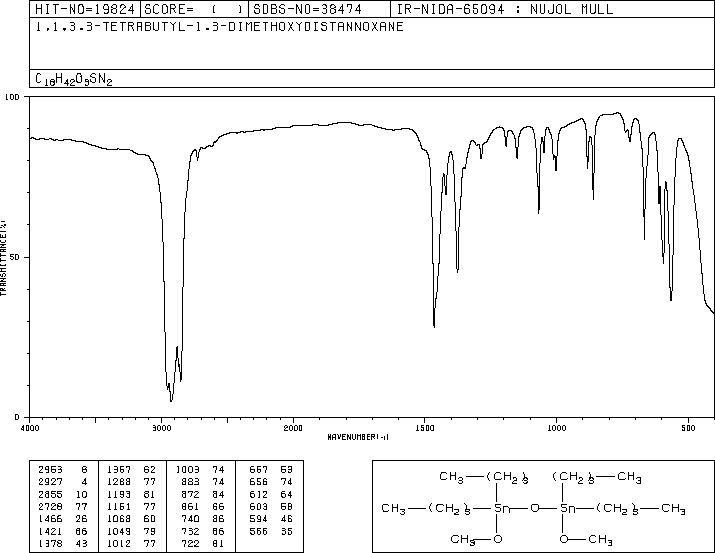 HIT-NO=19824 SCORE= ( ) SDBS-NO=38474 IR-NIDA-65094 : NUJOL MULL
1,1,3,3-TETRABUTYL-1,3-DIMETHOXYDISTANNOXANE
C18H42O3SN2
100
50
0
TRANSMITTANCE(%)
4000 3000 2000 1500 1000 500
WAVENUMBER(-1)
2953 6 1367 62 1003 74 667 53
2927 4 1288 77 883 74 656 74
2855 10 1193 81 872 84 612 64
2728 77 1151 77 861 66 603 58
1466 26 1068 60 740 86 594 46
1421 66 1049 79 732 86 566 35
1378 43 1012 77 722 81
CH3 (CH2)3 (CH2)3 CH3
CH3 (CH2)3 Sn O Sn (CH2)3 CH3
CH3 O O CH3